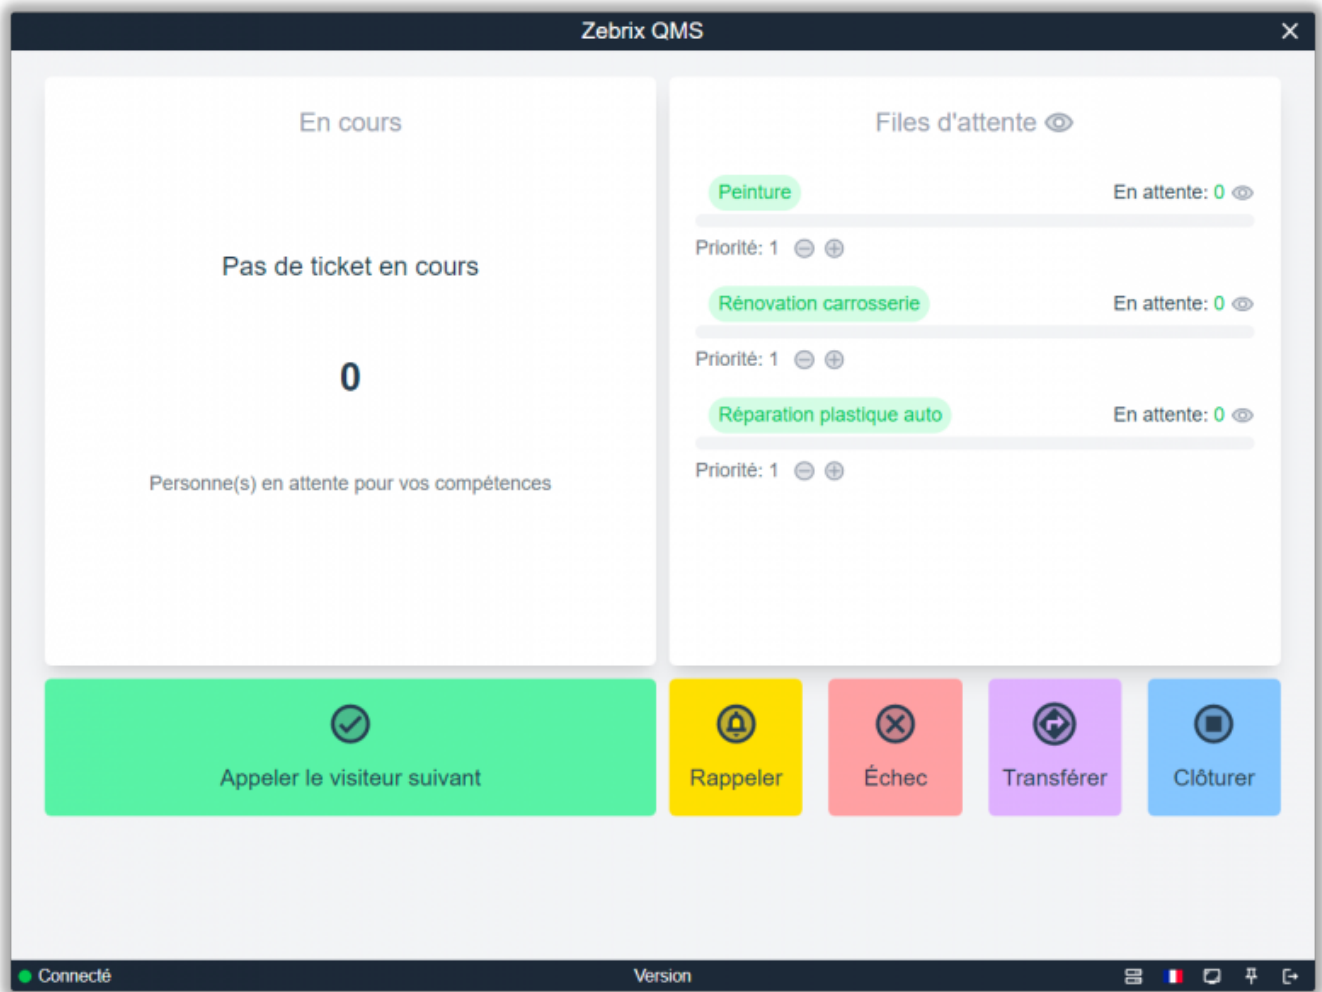 Zebrix QMS
En cours
Pas de ticket en cours
0
Personne(s) en attente pour vos compétences
Files d'attente
Peinture
En attente: 0
Priorité: 1
Rénovation carrosserie
En attente: 0
Priorité: 1
Réparation plastique auto
En attente: 0
Priorité: 1
Appeler le visiteur suivant
Rappeler
Échec
Transférer
Clôturer
Connecté
Version